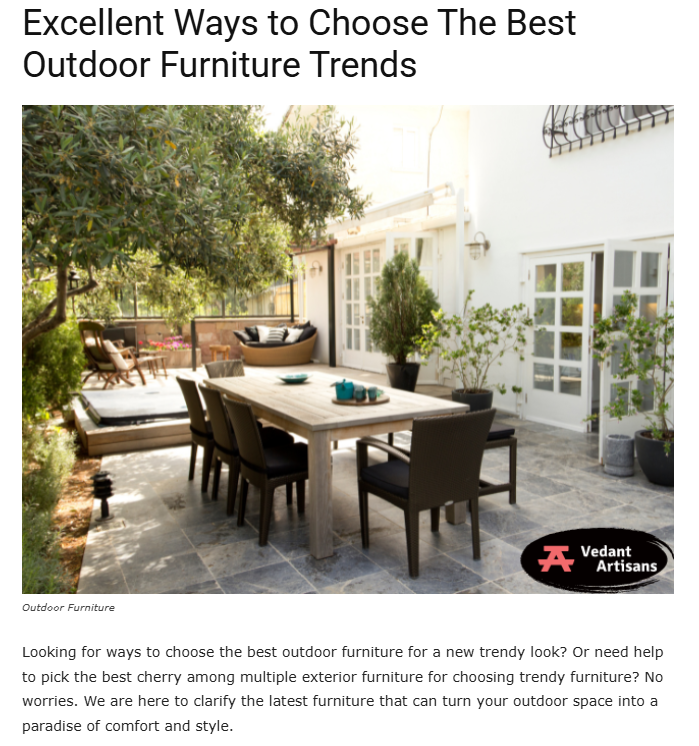 Excellent Ways to Choose The Best
Outdoor Furniture Trends
Vedant
Artisans
Outdoor Furniture
Looking for ways to choose the best outdoor furniture for a new trendy look? Or need help
to pick the best cherry among multiple exterior furniture for choosing trendy furniture? No
worries. We are here to clarify the latest furniture that can turn your outdoor space into a
paradise of comfort and style.